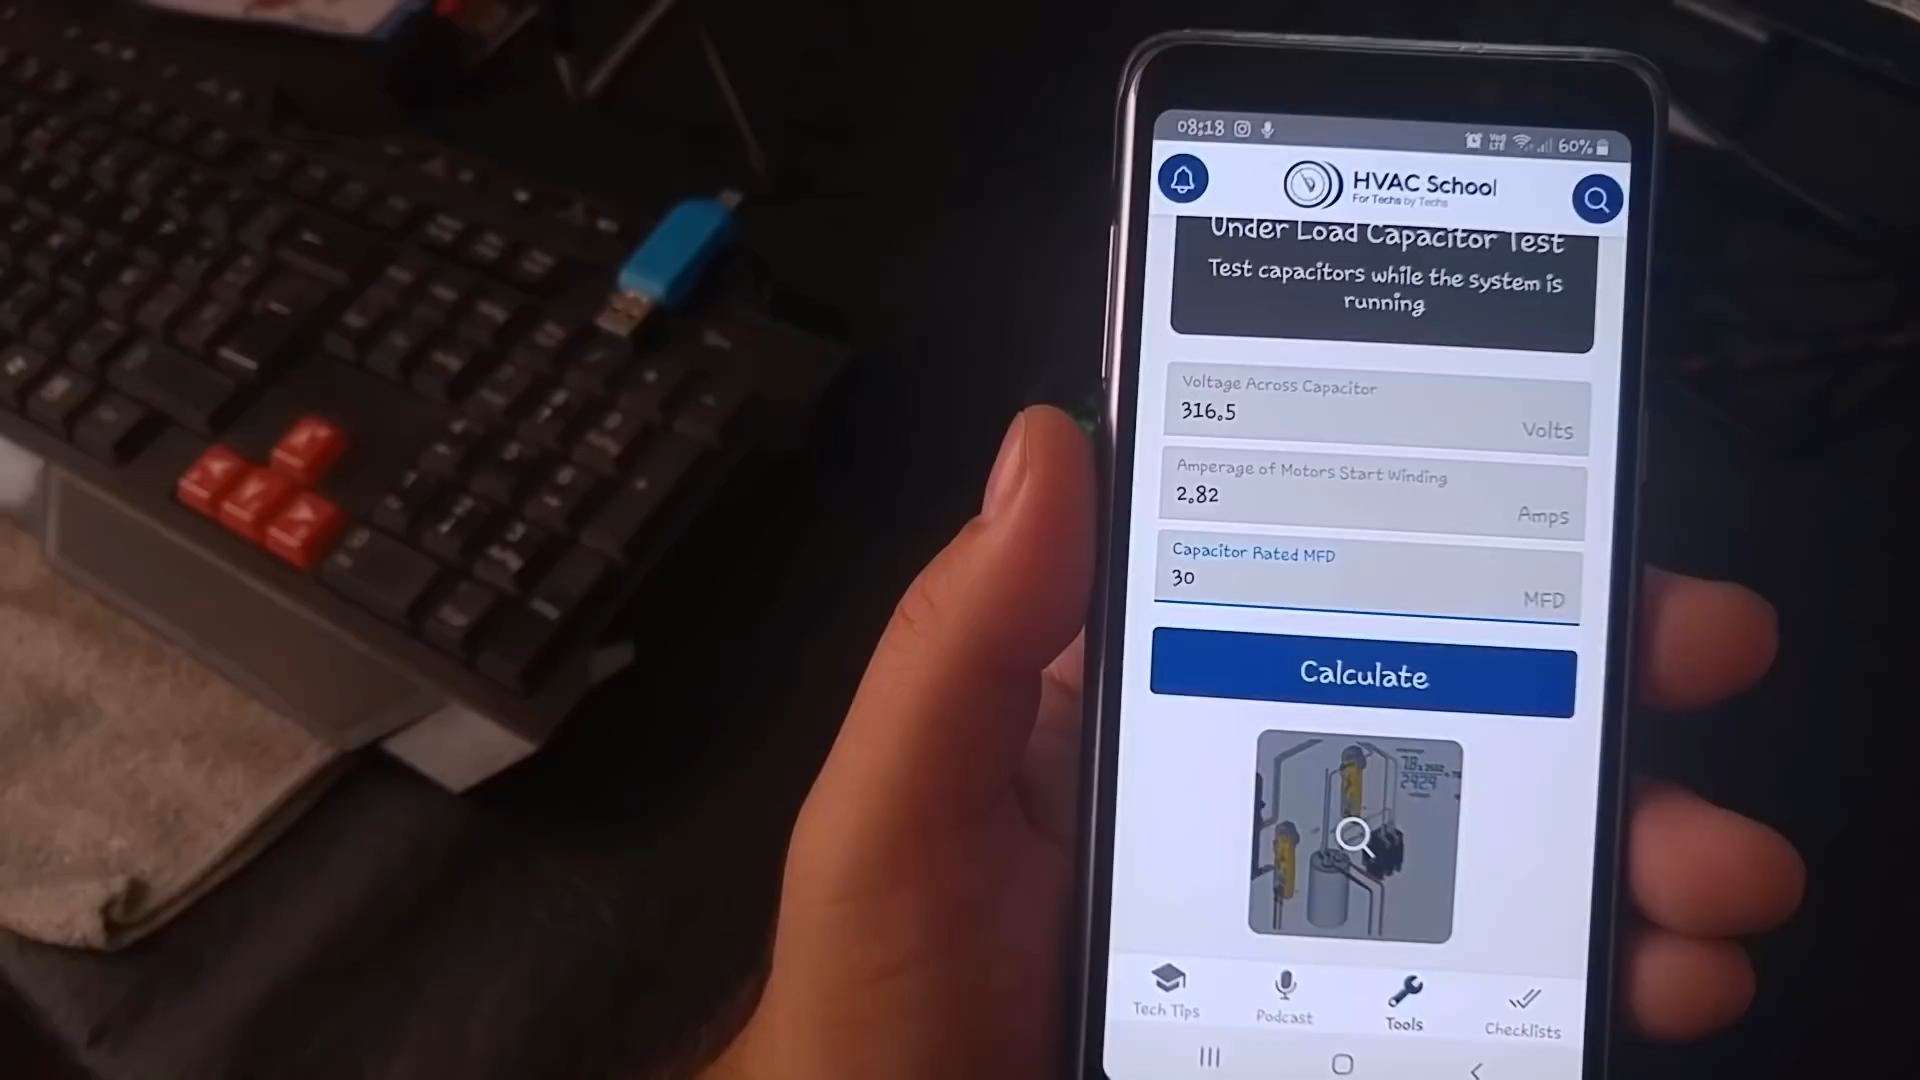 08:18
60%
HVAC School
For Techs by Techs
Under Load Capacitor Test
Test capacitors while the system is
running
Voltage Across Capacitor
316.5
Volts
Amperage of Motors Start Winding
2.82
Amps
Capacitor Rated MFD
30
MFD
Calculate
Tech Tips
Podcast
Tools
Checklists